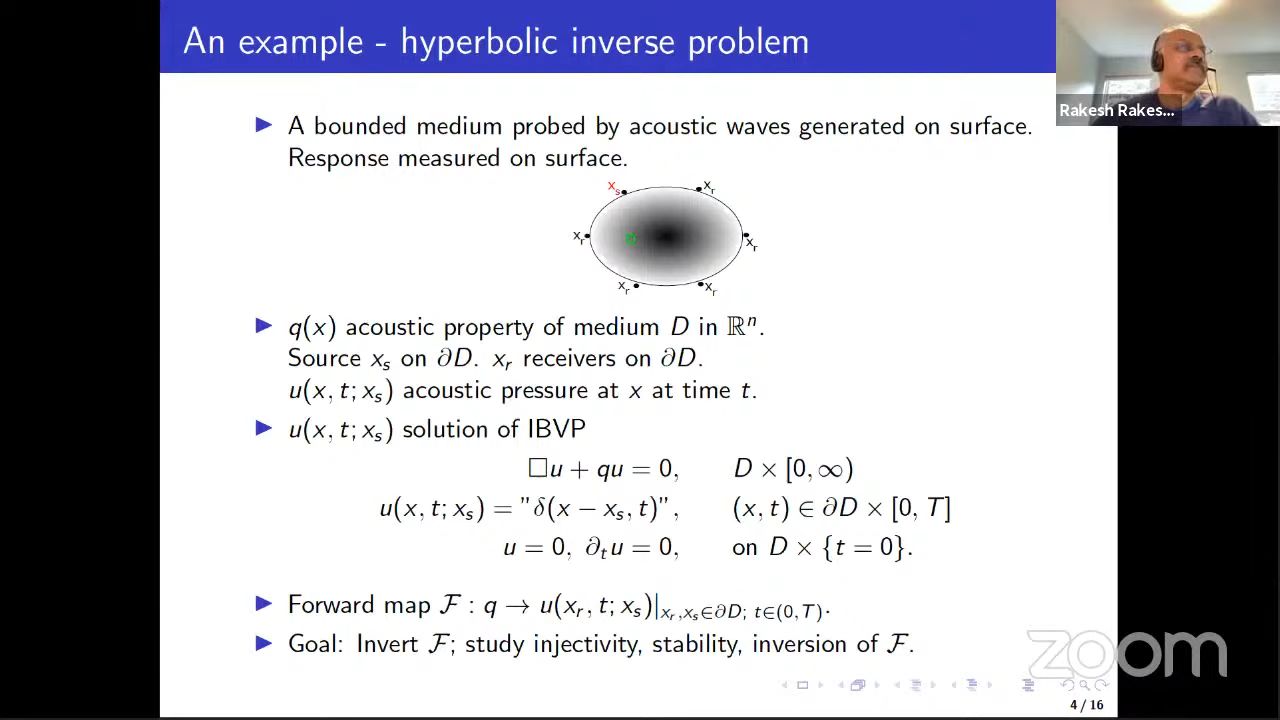 An example - hyperbolic inverse problem
Rakesh Rakes...
▶ A bounded medium probed by acoustic waves generated on surface.
Response measured on surface.
x_s
x_r
x_r
x_r
x_r
x_r
▶ q(x) acoustic property of medium D in ℝⁿ.
Source x_s on ∂D. x_r receivers on ∂D.
u(x, t; x_s) acoustic pressure at x at time t.
▶ u(x, t; x_s) solution of IBVP
□u + qu = 0, D × [0, ∞)
u(x, t; x_s) = "δ(x − x_s, t)", (x, t) ∈ ∂D × [0, T]
u = 0, ∂_t u = 0, on D × {t = 0}.
▶ Forward map ℱ : q → u(x_r, t; x_s)|_{x_r, x_s ∈ ∂D; t∈(0,T)}.
▶ Goal: Invert ℱ; study injectivity, stability, inversion of ℱ.
zoom
4 / 16